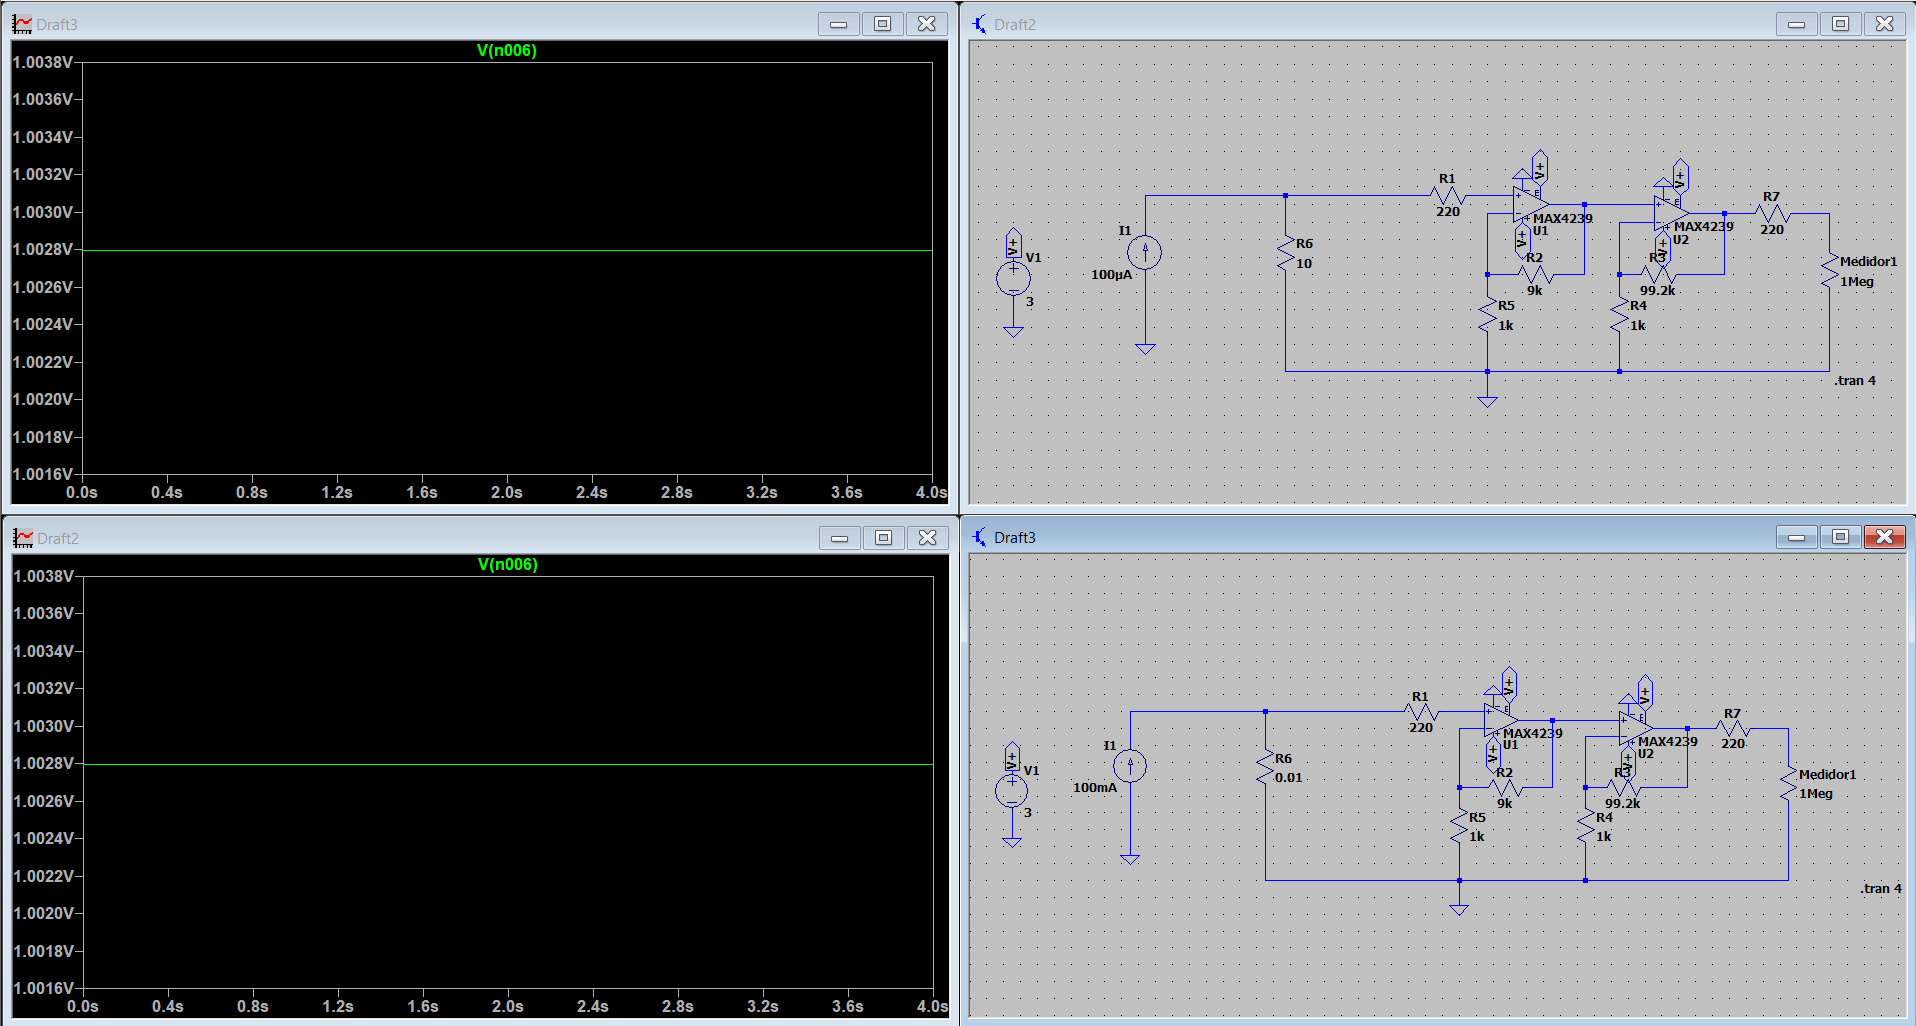 Draft3
V(n006)
1.0038V
1.0036V
1.0034V
1.0032V
1.0030V
1.0028V
1.0026V
1.0024V
1.0022V
1.0020V
1.0018V
1.0016V
0.0s 0.4s 0.8s 1.2s 1.6s 2.0s 2.4s 2.8s 3.2s 3.6s 4.0s
Draft2
V+
V1
3
I1
100µA
R6
10
R1
220
V+
E
MAX4239
U1
V+
R2
9k
R5
1k
V+
E
MAX4239
U2
V+
R3
99.2k
R4
1k
R7
220
Medidor1
1Meg
.tran 4
Draft2
V(n006)
1.0038V
1.0036V
1.0034V
1.0032V
1.0030V
1.0028V
1.0026V
1.0024V
1.0022V
1.0020V
1.0018V
1.0016V
0.0s 0.4s 0.8s 1.2s 1.6s 2.0s 2.4s 2.8s 3.2s 3.6s 4.0s
Draft3
V+
V1
3
I1
100mA
R6
0.01
R1
220
V+
E
MAX4239
U1
V+
R2
9k
R5
1k
V+
E
MAX4239
U2
V+
R3
99.2k
R4
1k
R7
220
Medidor1
1Meg
.tran 4